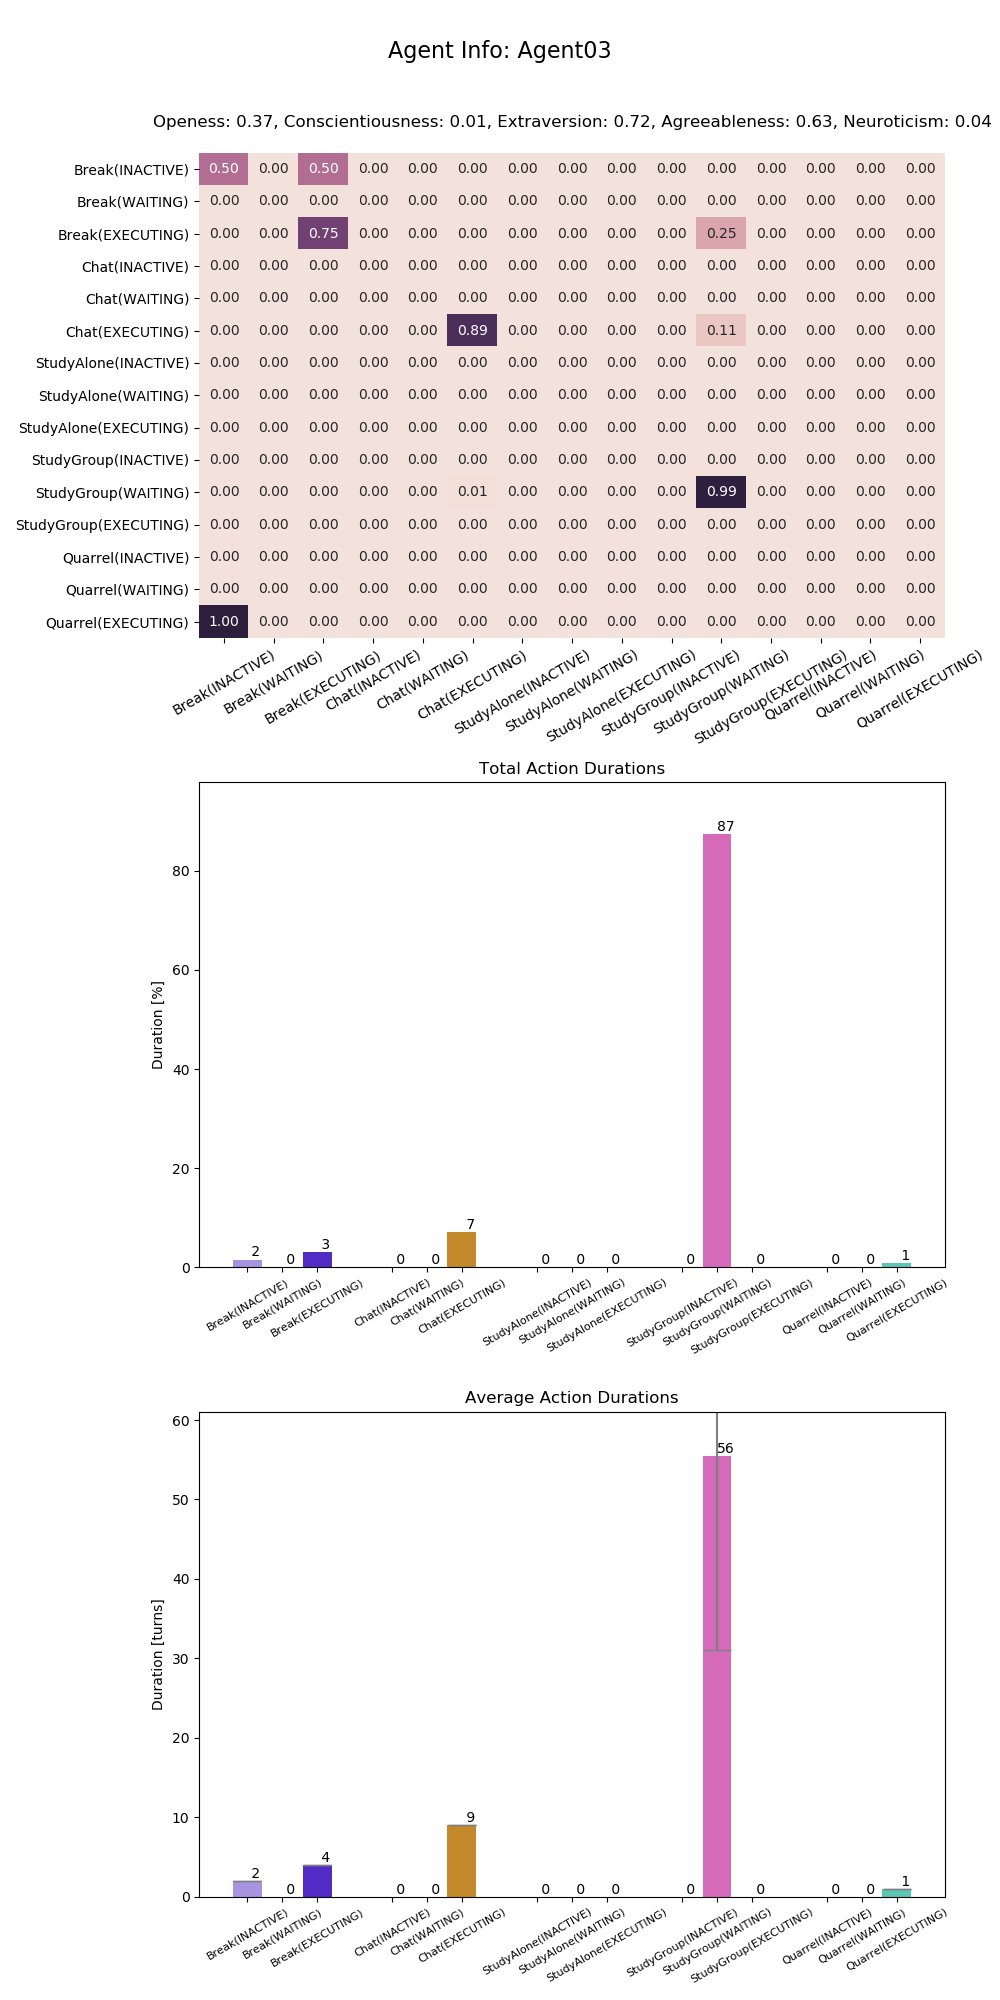 Agent Info: Agent03
Openess: 0.37, Conscientiousness: 0.01, Extraversion: 0.72, Agreeableness: 0.63, Neuroticism: 0.04
Break(INACTIVE) 0.50 0.00 0.50 0.00 0.00 0.00 0.00 0.00 0.00 0.00 0.00 0.00 0.00 0.00 0.00
Break(WAITING) 0.00 0.00 0.00 0.00 0.00 0.00 0.00 0.00 0.00 0.00 0.00 0.00 0.00 0.00 0.00
Break(EXECUTING) 0.00 0.00 0.75 0.00 0.00 0.00 0.00 0.00 0.00 0.00 0.25 0.00 0.00 0.00 0.00
Chat(INACTIVE) 0.00 0.00 0.00 0.00 0.00 0.00 0.00 0.00 0.00 0.00 0.00 0.00 0.00 0.00 0.00
Chat(WAITING) 0.00 0.00 0.00 0.00 0.00 0.00 0.00 0.00 0.00 0.00 0.00 0.00 0.00 0.00 0.00
Chat(EXECUTING) 0.00 0.00 0.00 0.00 0.00 0.89 0.00 0.00 0.00 0.00 0.11 0.00 0.00 0.00 0.00
StudyAlone(INACTIVE) 0.00 0.00 0.00 0.00 0.00 0.00 0.00 0.00 0.00 0.00 0.00 0.00 0.00 0.00 0.00
StudyAlone(WAITING) 0.00 0.00 0.00 0.00 0.00 0.00 0.00 0.00 0.00 0.00 0.00 0.00 0.00 0.00 0.00
StudyAlone(EXECUTING) 0.00 0.00 0.00 0.00 0.00 0.00 0.00 0.00 0.00 0.00 0.00 0.00 0.00 0.00 0.00
StudyGroup(INACTIVE) 0.00 0.00 0.00 0.00 0.00 0.00 0.00 0.00 0.00 0.00 0.00 0.00 0.00 0.00 0.00
StudyGroup(WAITING) 0.00 0.00 0.00 0.00 0.00 0.01 0.00 0.00 0.00 0.00 0.99 0.00 0.00 0.00 0.00
StudyGroup(EXECUTING) 0.00 0.00 0.00 0.00 0.00 0.00 0.00 0.00 0.00 0.00 0.00 0.00 0.00 0.00 0.00
Quarrel(INACTIVE) 0.00 0.00 0.00 0.00 0.00 0.00 0.00 0.00 0.00 0.00 0.00 0.00 0.00 0.00 0.00
Quarrel(WAITING) 0.00 0.00 0.00 0.00 0.00 0.00 0.00 0.00 0.00 0.00 0.00 0.00 0.00 0.00 0.00
Quarrel(EXECUTING) 1.00 0.00 0.00 0.00 0.00 0.00 0.00 0.00 0.00 0.00 0.00 0.00 0.00 0.00 0.00
Break(INACTIVE) Break(WAITING) Break(EXECUTING) Chat(INACTIVE) Chat(WAITING) Chat(EXECUTING) StudyAlone(INACTIVE) StudyAlone(WAITING) StudyAlone(EXECUTING) StudyGroup(INACTIVE) StudyGroup(WAITING) StudyGroup(EXECUTING) Quarrel(INACTIVE) Quarrel(WAITING) Quarrel(EXECUTING)
Total Action Durations
Duration [%]
80
60
40
20
0
2 0 3 0 0 7 0 0 0 0 87 0 0 0 1
Break(INACTIVE) Break(WAITING) Break(EXECUTING) Chat(INACTIVE) Chat(WAITING) Chat(EXECUTING) StudyAlone(INACTIVE) StudyAlone(WAITING) StudyAlone(EXECUTING) StudyGroup(INACTIVE) StudyGroup(WAITING) StudyGroup(EXECUTING) Quarrel(INACTIVE) Quarrel(WAITING) Quarrel(EXECUTING)
Average Action Durations
Duration [turns]
60
50
40
30
20
10
0
2 0 4 0 0 9 0 0 0 0 56 0 0 0 1
Break(INACTIVE) Break(WAITING) Break(EXECUTING) Chat(INACTIVE) Chat(WAITING) Chat(EXECUTING) StudyAlone(INACTIVE) StudyAlone(WAITING) StudyAlone(EXECUTING) StudyGroup(INACTIVE) StudyGroup(WAITING) StudyGroup(EXECUTING) Quarrel(INACTIVE) Quarrel(WAITING) Quarrel(EXECUTING)